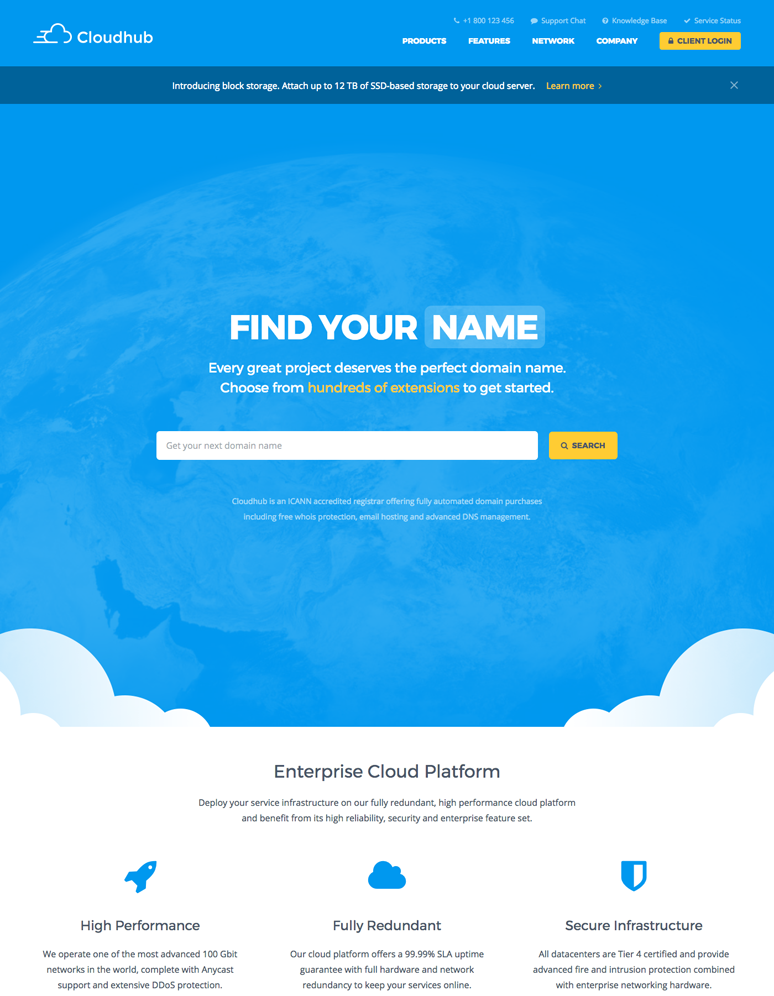 +1 800 123 456 Support Chat Knowledge Base Service Status
Cloudhub
PRODUCTS FEATURES NETWORK COMPANY CLIENT LOGIN
Introducing block storage. Attach up to 12 TB of SSD-based storage to your cloud server. Learn more
FIND YOUR NAME
Every great project deserves the perfect domain name.
Choose from hundreds of extensions to get started.
Get your next domain name
SEARCH
Cloudhub is an ICANN accredited registrar offering fully automated domain purchases
including free whois protection, email hosting and advanced DNS management.
Enterprise Cloud Platform
Deploy your service infrastructure on our fully redundant, high performance cloud platform
and benefit from its high reliability, security and enterprise feature set.
High Performance
We operate one of the most advanced 100 Gbit
networks in the world, complete with Anycast
support and extensive DDoS protection.
Fully Redundant
Our cloud platform offers a 99.99% SLA uptime
guarantee with full hardware and network
redundancy to keep your services online.
Secure Infrastructure
All datacenters are Tier 4 certified and provide
advanced fire and intrusion protection combined
with enterprise networking hardware.